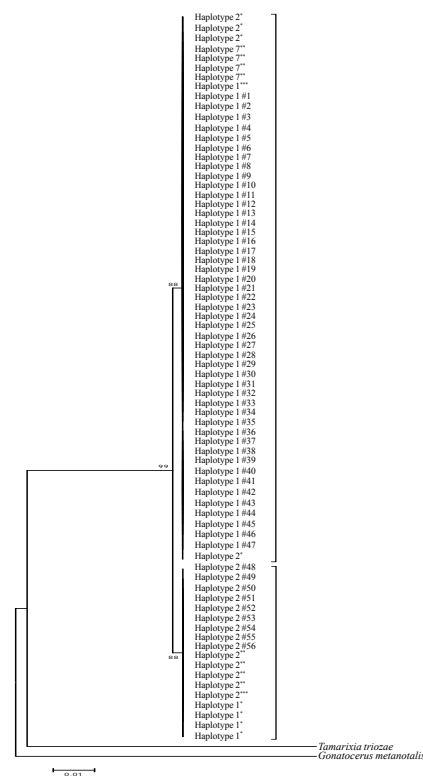 Haplotype 2*
Haplotype 2*
Haplotype 2*
Haplotype 7**
Haplotype 7**
Haplotype 7**
Haplotype 7**
Haplotype 1***
Haplotype 1 #1
Haplotype 1 #2
Haplotype 1 #3
Haplotype 1 #4
Haplotype 1 #5
Haplotype 1 #6
Haplotype 1 #7
Haplotype 1 #8
Haplotype 1 #9
Haplotype 1 #10
Haplotype 1 #11
Haplotype 1 #12
Haplotype 1 #13
Haplotype 1 #14
Haplotype 1 #15
Haplotype 1 #16
Haplotype 1 #17
Haplotype 1 #18
Haplotype 1 #19
Haplotype 1 #20
Haplotype 1 #21
Haplotype 1 #22
Haplotype 1 #23
Haplotype 1 #24
Haplotype 1 #25
Haplotype 1 #26
Haplotype 1 #27
Haplotype 1 #28
Haplotype 1 #29
Haplotype 1 #30
Haplotype 1 #31
Haplotype 1 #32
Haplotype 1 #33
Haplotype 1 #34
Haplotype 1 #35
Haplotype 1 #36
Haplotype 1 #37
Haplotype 1 #38
Haplotype 1 #39
Haplotype 1 #40
Haplotype 1 #41
Haplotype 1 #42
Haplotype 1 #43
Haplotype 1 #44
Haplotype 1 #45
Haplotype 1 #46
Haplotype 1 #47
Haplotype 2*
Haplotype 2 #48
Haplotype 2 #49
Haplotype 2 #50
Haplotype 2 #51
Haplotype 2 #52
Haplotype 2 #53
Haplotype 2 #54
Haplotype 2 #55
Haplotype 2 #56
Haplotype 2**
Haplotype 2**
Haplotype 2**
Haplotype 2**
Haplotype 2***
Haplotype 1*
Haplotype 1*
Haplotype 1*
Haplotype 1*
Tamarixia triozae
Gonatocerus metanotalis